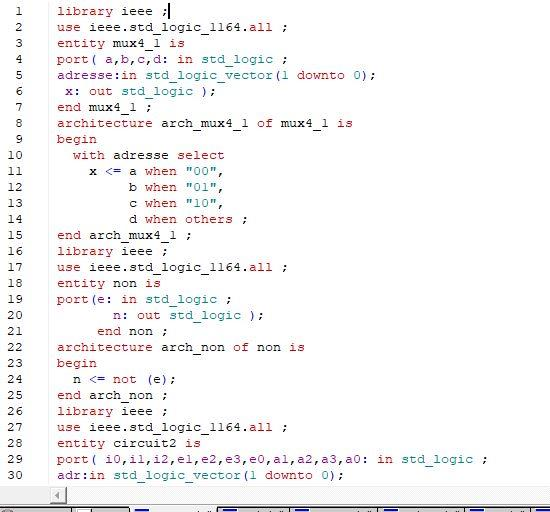 1 library ieee ;
2 use ieee.std_logic_1164.all ;
3 entity mux4_1 is
4 port( a,b,c,d: in std_logic ;
5 adresse:in std_logic_vector(1 downto 0);
6 x: out std_logic );
7 end mux4_1 ;
8 architecture arch_mux4_1 of mux4_1 is
9 begin
10 with adresse select
11 x <= a when "00",
12 b when "01",
13 c when "10",
14 d when others ;
15 end arch_mux4_1 ;
16 library ieee ;
17 use ieee.std_logic_1164.all ;
18 entity non is
19 port(e: in std_logic ;
20 n: out std_logic );
21 end non ;
22 architecture arch_non of non is
23 begin
24 n <= not (e);
25 end arch_non ;
26 library ieee ;
27 use ieee.std_logic_1164.all ;
28 entity circuit2 is
29 port( i0,i1,i2,e1,e2,e3,e0,a1,a2,a3,a0: in std_logic ;
30 adr:in std_logic_vector(1 downto 0);